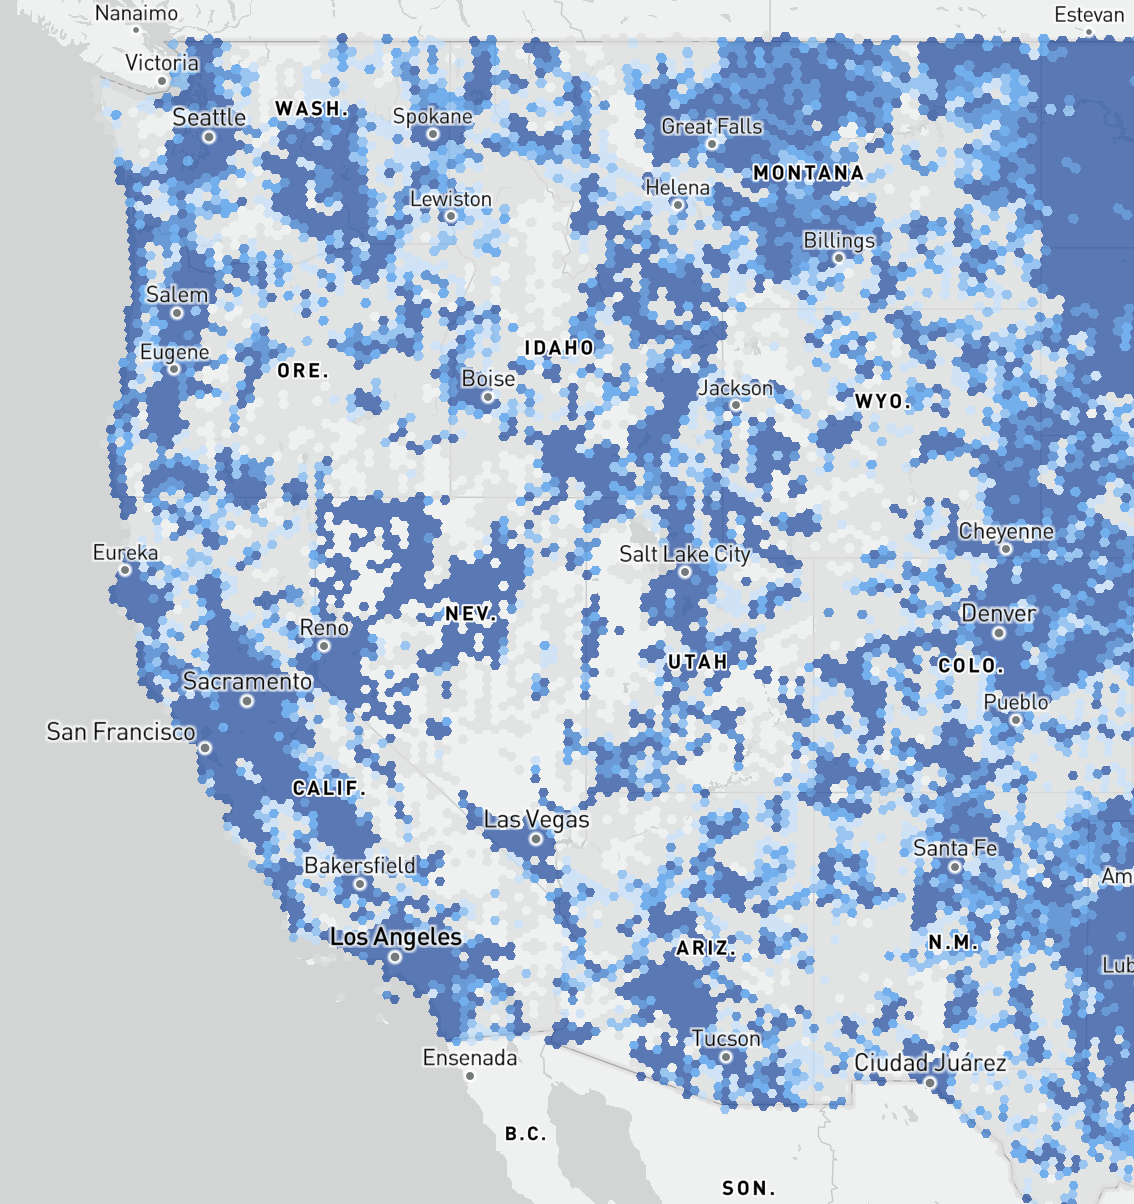 Nanaimo
Estevan
Victoria
Seattle
WASH.
Spokane
Great Falls
MONTANA
Helena
Lewiston
Billings
Salem
Eugene
IDAHO
ORE.
Boise
Jackson
WYO.
Eureka
Salt Lake City
Cheyenne
NEV.
Reno
Denver
UTAH
COLO.
Sacramento
Pueblo
San Francisco
CALIF.
Las Vegas
Santa Fe
Bakersfield
Am
Los Angeles
ARIZ.
N.M.
Lub
Tucson
Ensenada
Ciudad Juárez
B.C.
SON.